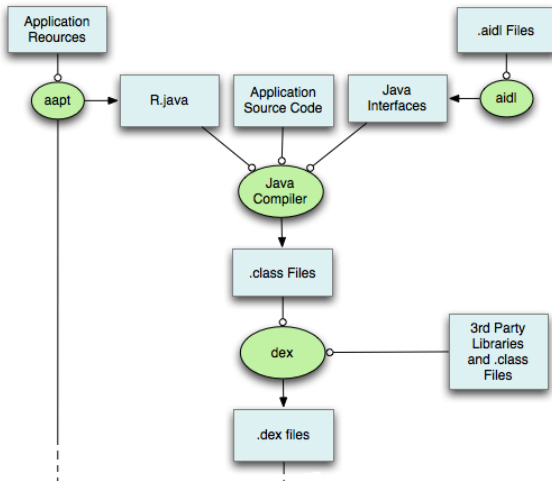 Application
Reources
.aidl Files
aapt
R.java
Application
Source Code
Java
Interfaces
aidl
Java
Compiler
.class Files
dex
3rd Party
Libraries
and .class
Files
.dex files